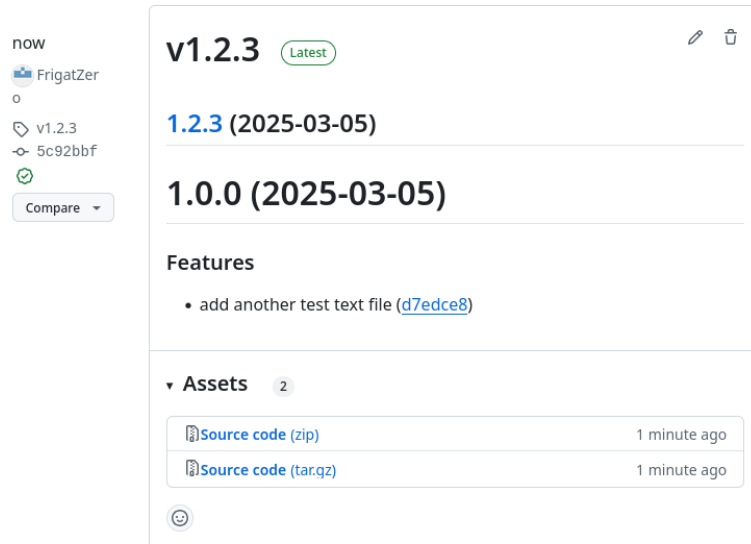 now
FrigatZer
o
v1.2.3
5c92bbf
Compare
v1.2.3 Latest
1.2.3 (2025-03-05)
1.0.0 (2025-03-05)
Features
• add another test text file (d7edce8)
Assets 2
Source code (zip) 1 minute ago
Source code (tar.gz) 1 minute ago